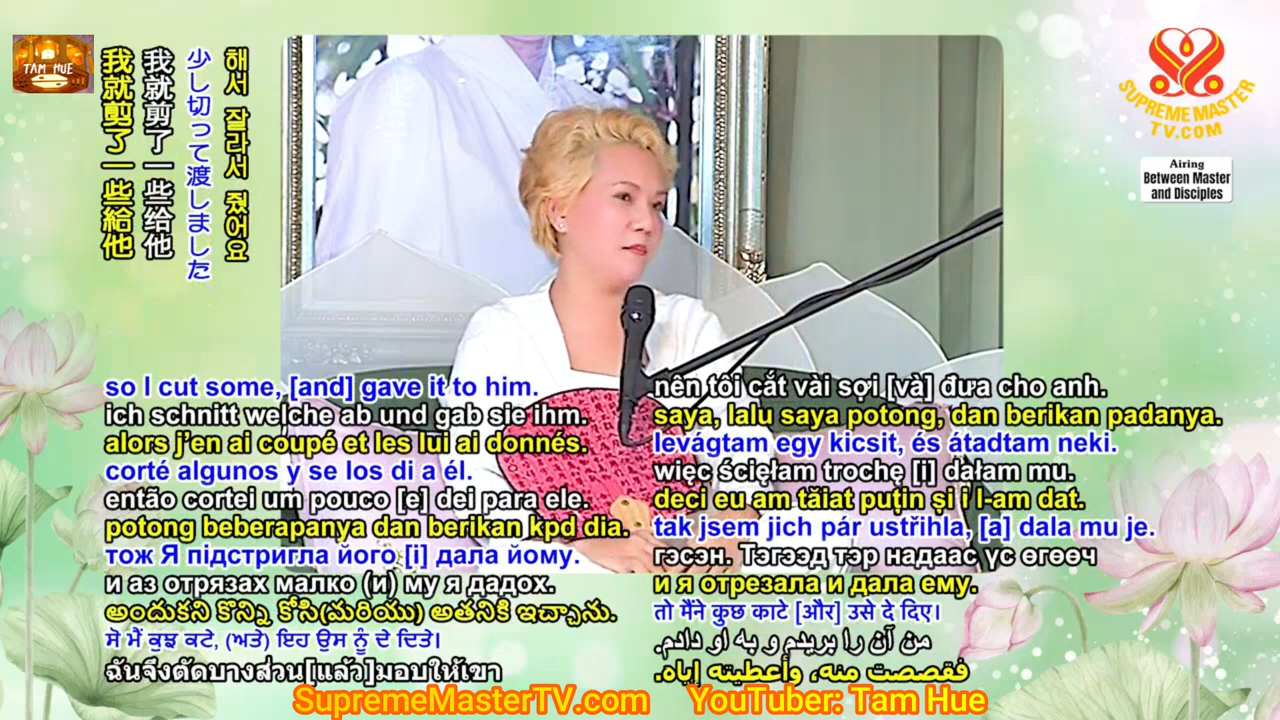 TAM HUE
我就剪了一些給他
我就剪了一些给他
少し切って渡しました
해서 잘라서 줬어요
SUPREME MASTER
TV.COM
Airing
Between Master
and Disciples
so I cut some, [and] gave it to him.
ich schnitt welche ab und gab sie ihm.
alors j’en ai coupé et les lui ai donnés.
corté algunos y se los di a él.
então cortei um pouco [e] dei para ele.
potong beberapanya dan berikan kpd dia.
тож Я підстригла його [і] дала йому.
и аз отрязах малко (и) му я дадох.
అందుకని కొన్ని కోసి(మరియు) అతనికి ఇచ్చాను.
ਸੋ ਮੈਂ ਕੁਝ ਕਟੇ, (ਅਤੇ) ਇਹ ਉਸ ਨੂੰ ਦੇ ਦਿਤੇ।
ฉันจึงตัดบางส่วน[แล้ว]มอบให้เขา
nên tôi cắt vài sợi [và] đưa cho anh.
saya, lalu saya potong, dan berikan padanya.
levágtam egy kicsit, és átadtam neki.
więc ścięłam trochę [i] dałam mu.
deci eu am tăiat puțin și i l-am dat.
tak jsem jich pár ustřihla, [a] dala mu je.
гэсэн. Тэгээд тэр надаас үс өгөөч
и я отрезала и дала ему.
तो मैंने कुछ काटे [और] उसे दे दिए।
من آن را بریدم و به او دادم.
فقصصت منه، وأعطيته إياه.
SupremeMasterTV.com YouTuber: Tam Hue